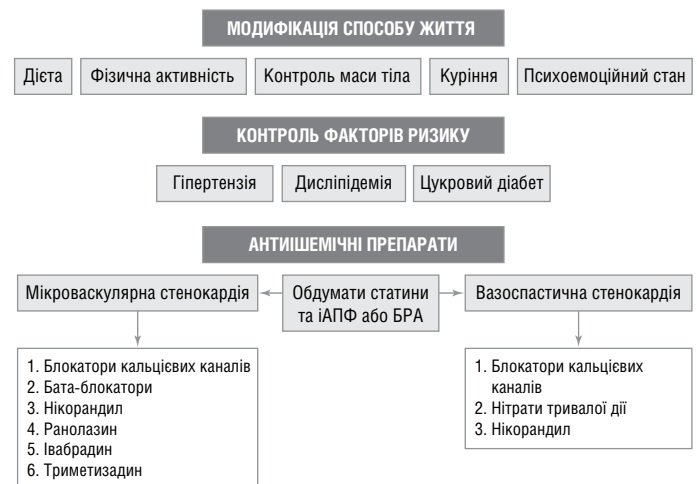 МОДИФІКАЦІЯ СПОСОБУ ЖИТТЯ
Дієта
Фізична активність
Контроль маси тіла
Куріння
Психоемоційний стан
КОНТРОЛЬ ФАКТОРІВ РИЗИКУ
Гіпертензія
Дисліпідемія
Цукровий діабет
АНТИІШЕМІЧНІ ПРЕПАРАТИ
Мікроваскулярна стенокардія
Обдумати статини
та іАПФ або БРА
Вазоспастична стенокардія
1. Блокатори кальцієвих каналів
2. Бата-блокатори
3. Нікорандил
4. Ранолазин
5. Івабрадин
6. Триметизадин
1. Блокатори кальцієвих
каналів
2. Нітрати тривалої дії
3. Нікорандил